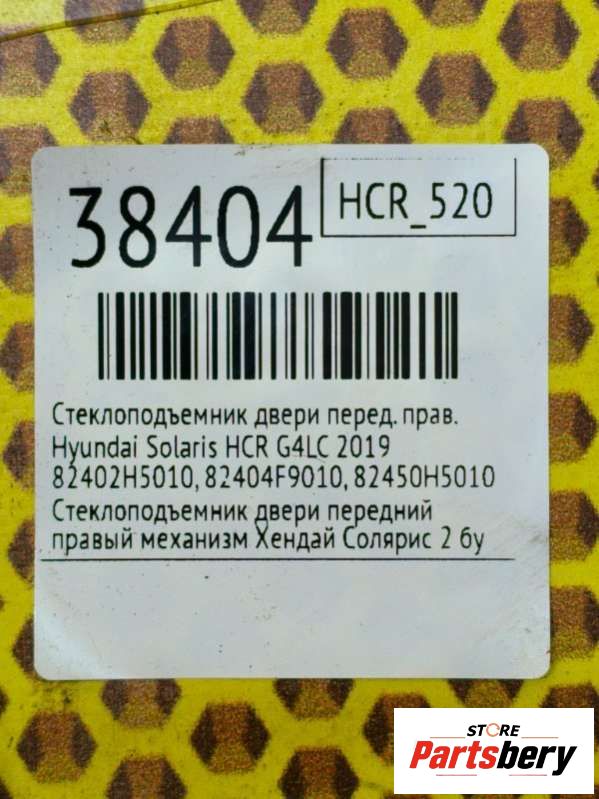 38404
HCR_520
Стеклоподъемник двери перед. прав.
Hyundai Solaris HCR G4LC 2019
82402H5010, 82404F9010, 82450H5010
Стеклоподъемник двери передний
правый механизм Хендай Солярис 2 бу
STORE
Partsbery